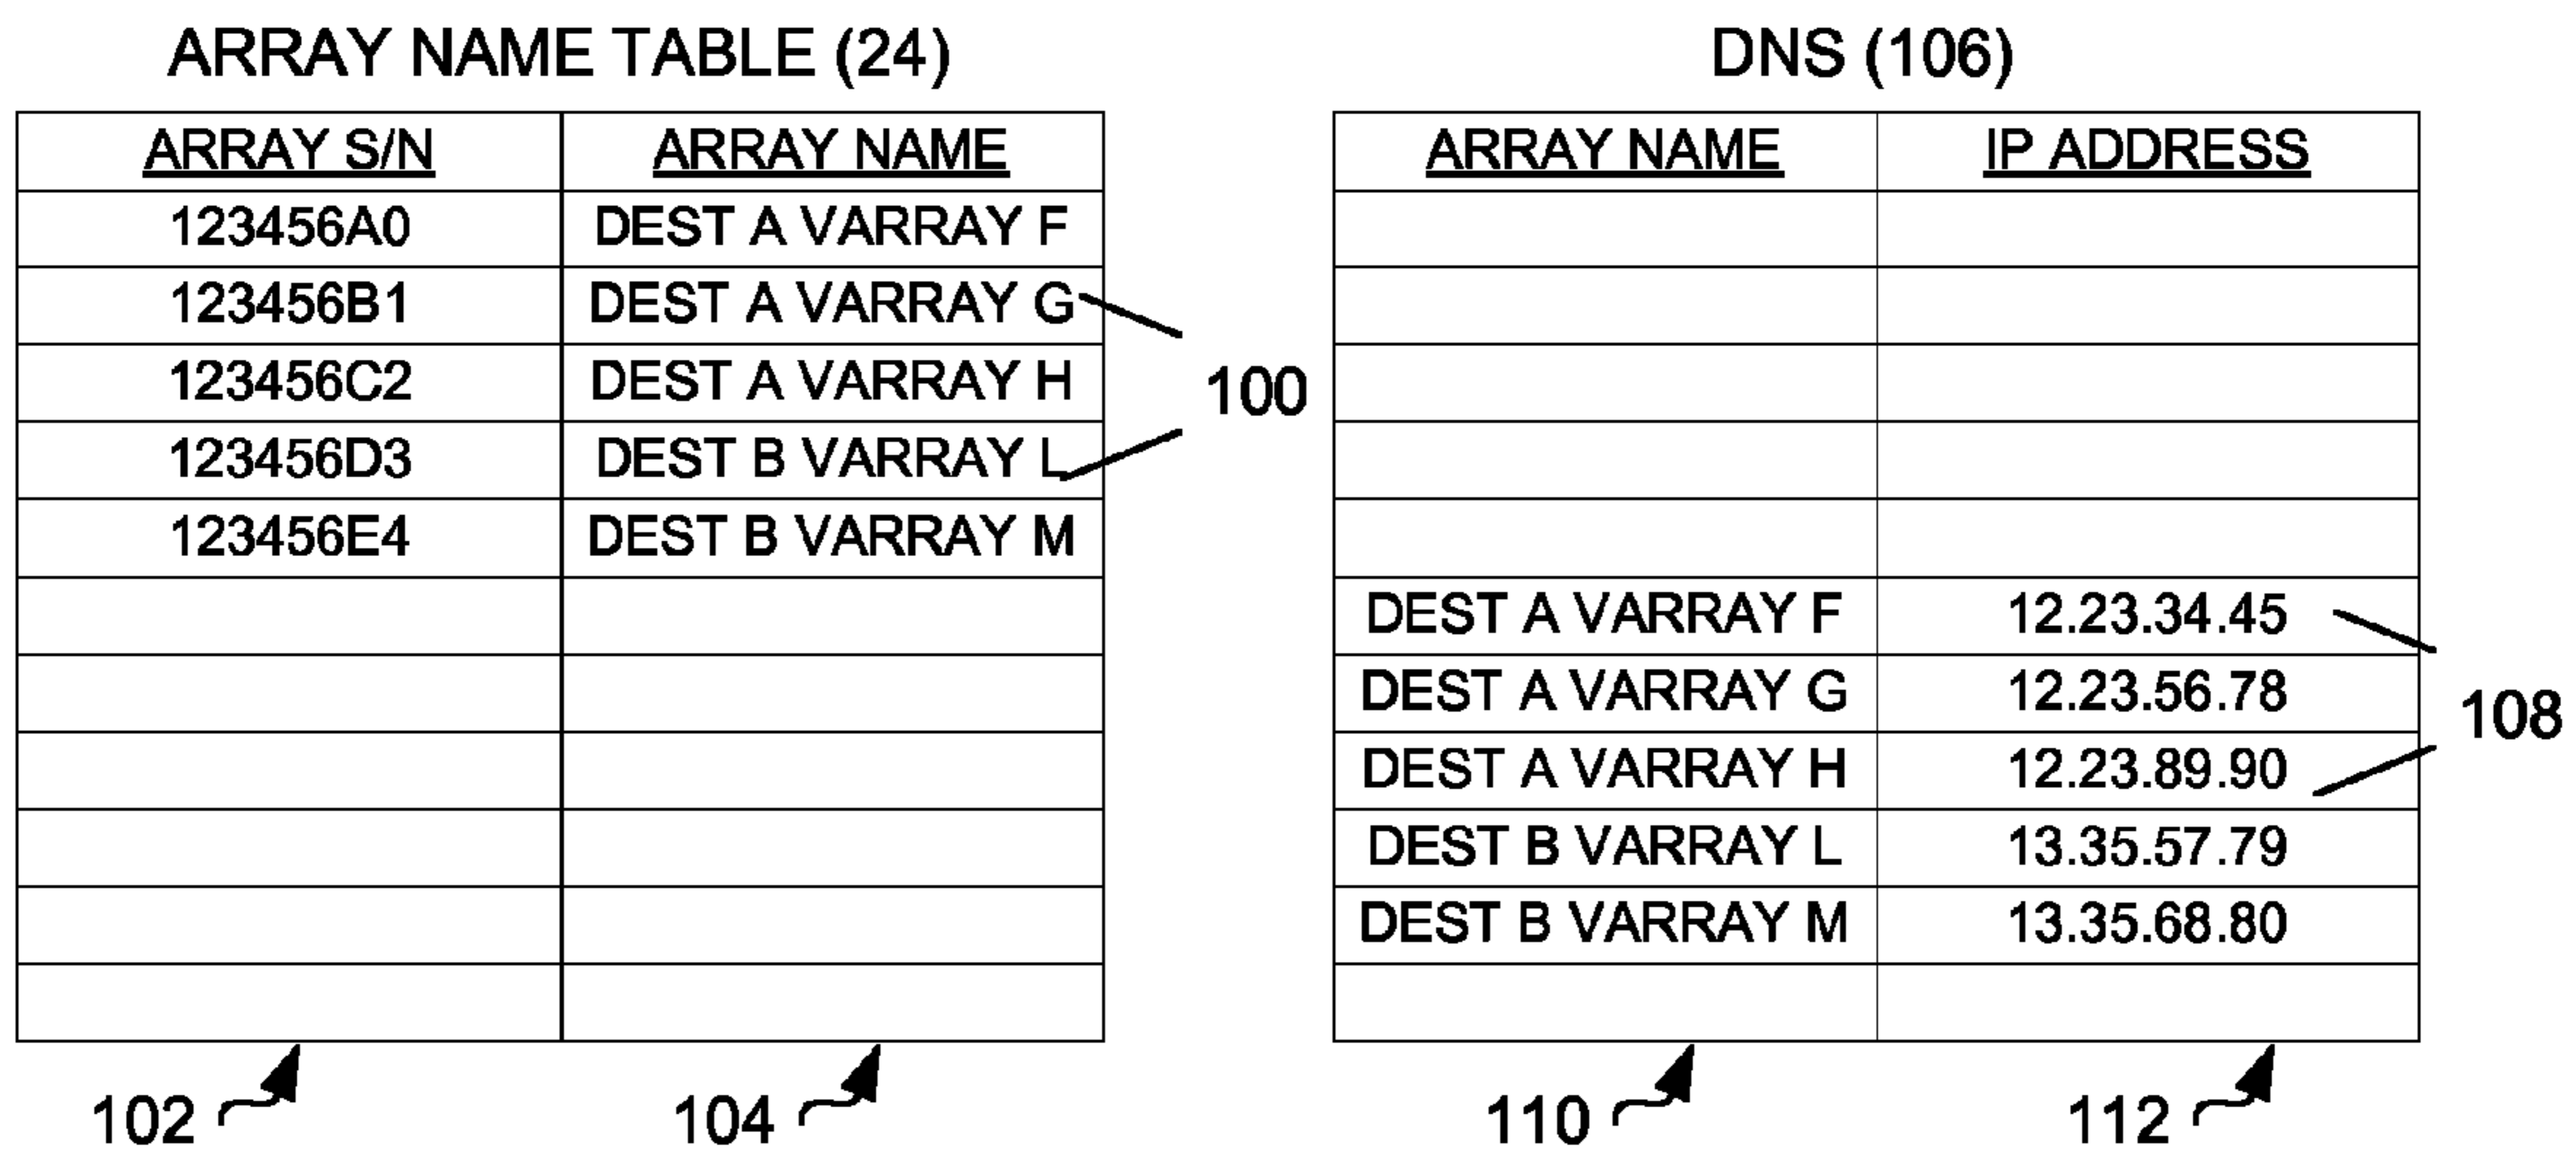 ARRAY NAME TABLE (24)
ARRAY S/N ARRAY NAME
123456A0 DEST A VARRAY F
123456B1 DEST A VARRAY G
123456C2 DEST A VARRAY H
123456D3 DEST B VARRAY L
123456E4 DEST B VARRAY M
100
102 104
DNS (106)
ARRAY NAME IP ADDRESS
DEST A VARRAY F 12.23.34.45
DEST A VARRAY G 12.23.56.78
DEST A VARRAY H 12.23.89.90
DEST B VARRAY L 13.35.57.79
DEST B VARRAY M 13.35.68.80
108
110 112